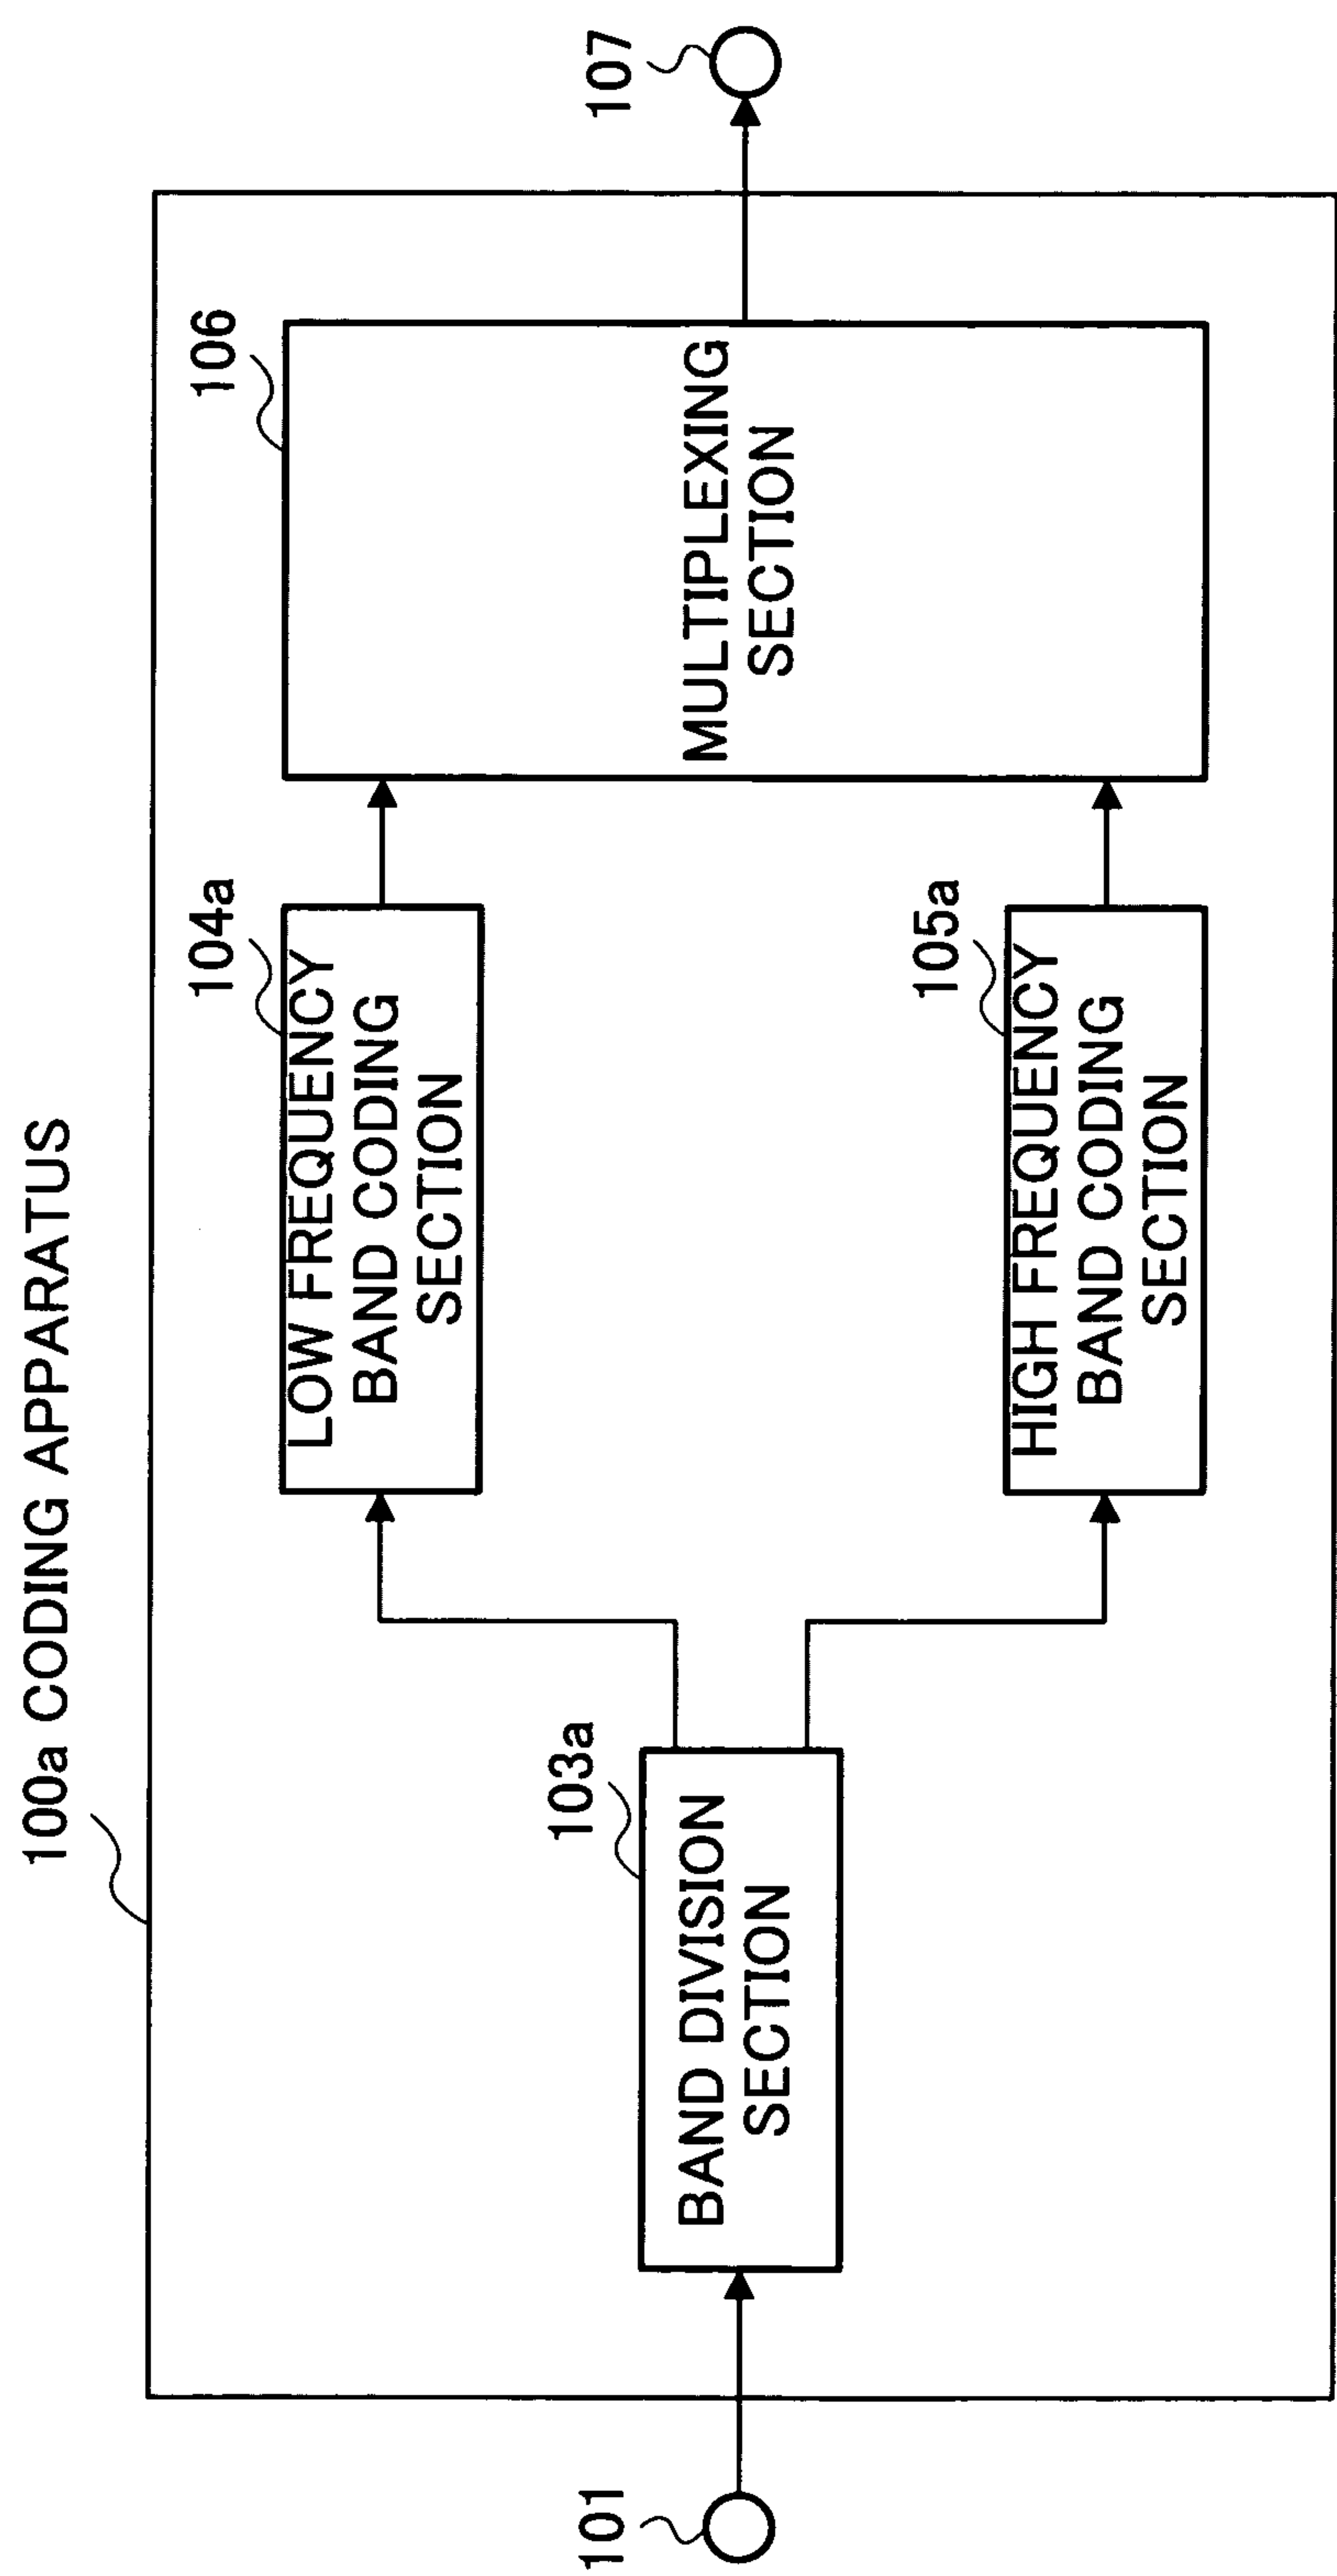 100a CODING APPARATUS
101
103a
BAND DIVISION
SECTION
104a
LOW FREQUENCY
BAND CODING
SECTION
105a
HIGH FREQUENCY
BAND CODING
SECTION
106
MULTIPLEXING
SECTION
107